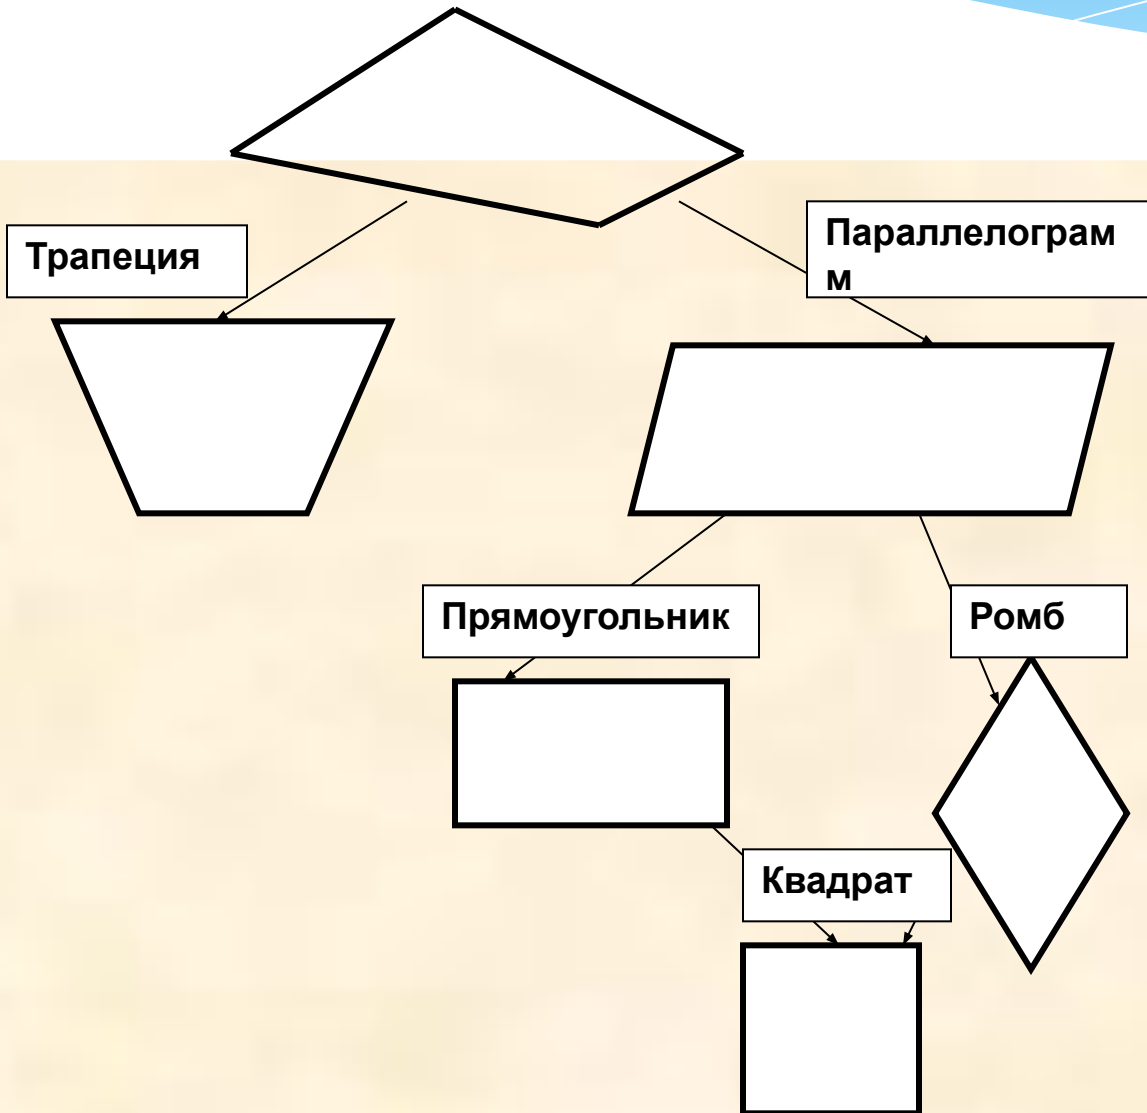 Трапеция
Параллелограм
м
Прямоугольник
Ромб
Квадрат